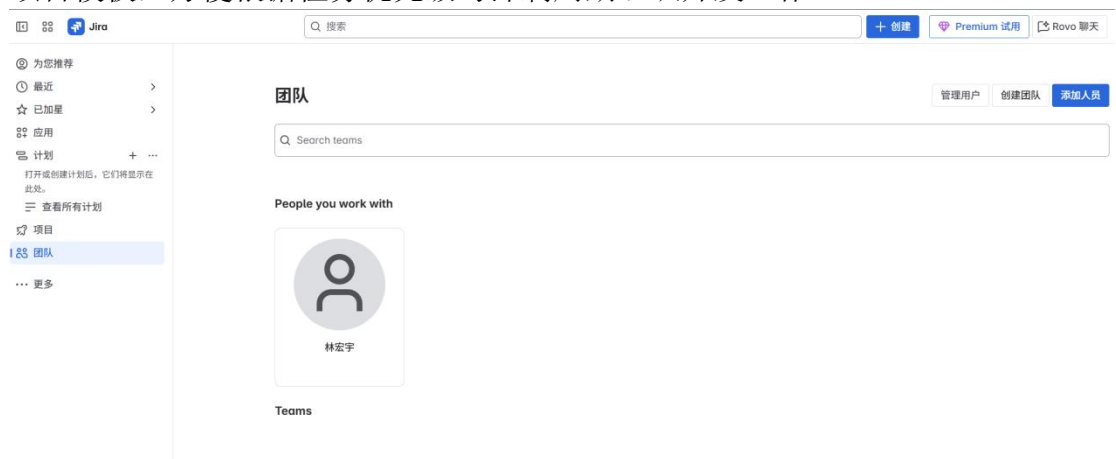 Jira
搜索
+ 创建
Premium 试用
Rovo 聊天
为您推荐
最近
已加星
应用
计划
打开或创建计划后，它们将显示在
此处。
查看所有计划
项目
团队
更多
团队
管理用户
创建团队
添加人员
Search teams
People you work with
林宏宇
Teams